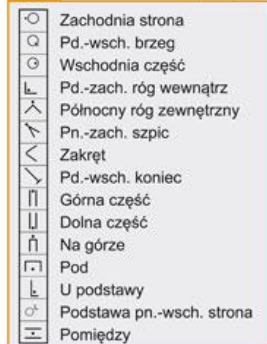 Zachodnia strona
Pd.-wsch. brzeg
Wschodnia część
Pd.-zach. róg wewnątrz
Północny róg zewnętrzny
Pn.-zach. szpic
Zakręt
Pd.-wsch. koniec
Górna część
Dolna część
Na górze
Pod
U podstawy
Podstawa pn.-wsch. strona
Pomiędzy